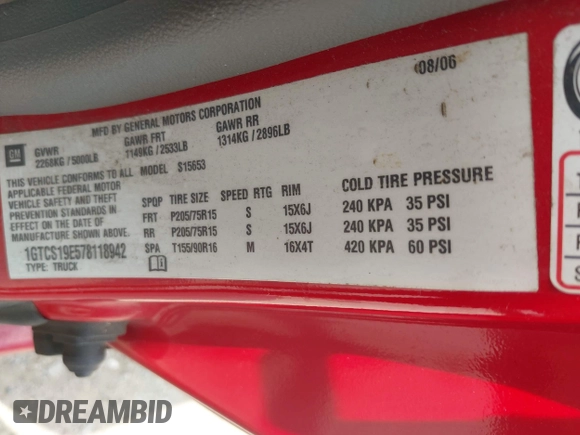 08/06
MFD BY GENERAL MOTORS CORPORATION
GM
GVWR GAWR FRT GAWR RR
2268KG / 5000LB 1149KG / 2533LB 1314KG / 2896LB
THIS VEHICLE CONFORMS TO ALL MODEL S15653
APPLICABLE FEDERAL MOTOR
VEHICLE SAFETY AND THEFT
PREVENTION STANDARDS IN
EFFECT ON THE DATE OF
MANUFACTURE SHOWN ABOVE.
1GTCS19E578118942
TYPE: TRUCK
SPQP TIRE SIZE SPEED RTG RIM COLD TIRE PRESSURE
FRT P205/75R15 S 15X6J 240 KPA 35 PSI
RR P205/75R15 S 15X6J 240 KPA 35 PSI
SPA T155/90R16 M 16X4T 420 KPA 60 PSI
DREAMBID